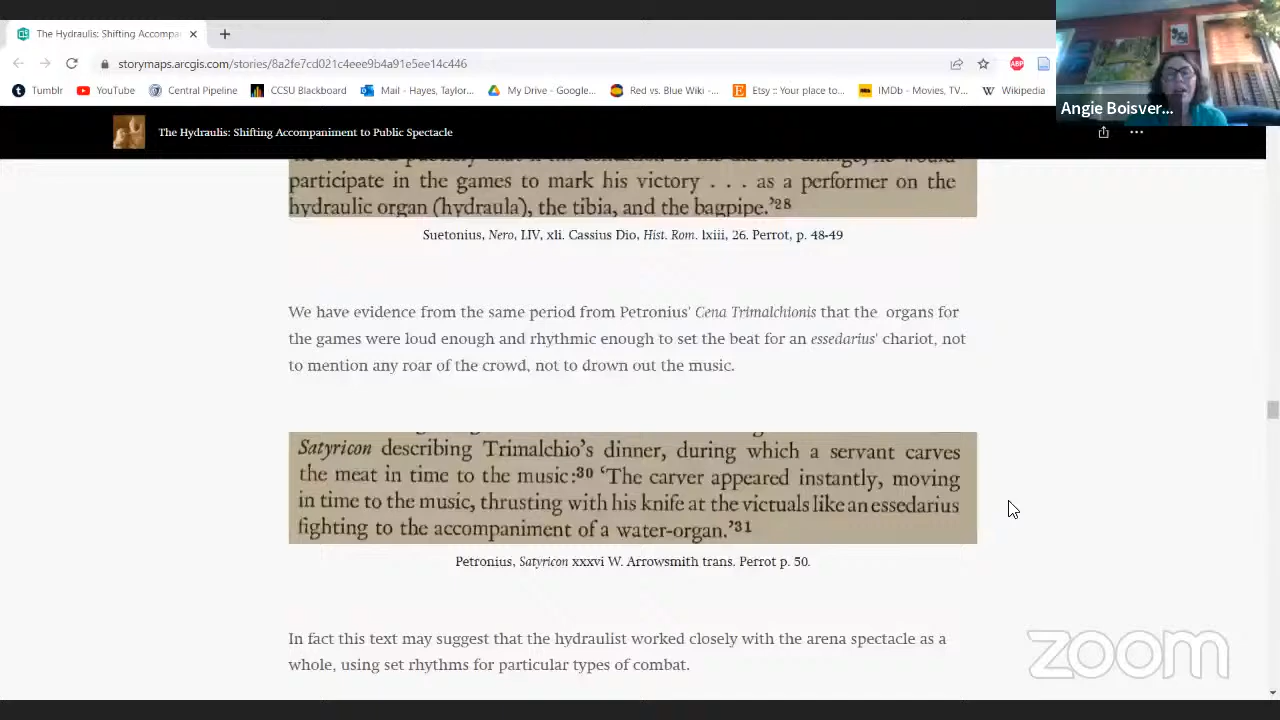 The Hydraulis: Shifting Accompa
storymaps.arcgis.com/stories/8a2fe7cd021c4eee9b4a91e5ee14c446
ABP
Tumblr YouTube Central Pipeline CCSU Blackboard Mail - Hayes, Taylor... My Drive - Google... Red vs. Blue Wiki -... Etsy :: Your place to... IMDb - Movies, TV... Wikipedia
Angie Boisver...
The Hydraulis: Shifting Accompaniment to Public Spectacle
participate in the games to mark his victory . . . as a performer on the
hydraulic organ (hydraula), the tibia, and the bagpipe.'28
Suetonius, Nero, LIV, xli. Cassius Dio, Hist. Rom. lxiii, 26. Perrot, p. 48-49
We have evidence from the same period from Petronius' Cena Trimalchionis that the organs for
the games were loud enough and rhythmic enough to set the beat for an essedarius' chariot, not
to mention any roar of the crowd, not to drown out the music.
Satyricon describing Trimalchio's dinner, during which a servant carves
the meat in time to the music:30 'The carver appeared instantly, moving
in time to the music, thrusting with his knife at the victuals like an essedarius
fighting to the accompaniment of a water-organ.'31
Petronius, Satyricon xxxvi W. Arrowsmith trans. Perrot p. 50.
In fact this text may suggest that the hydraulist worked closely with the arena spectacle as a
whole, using set rhythms for particular types of combat.
zoom